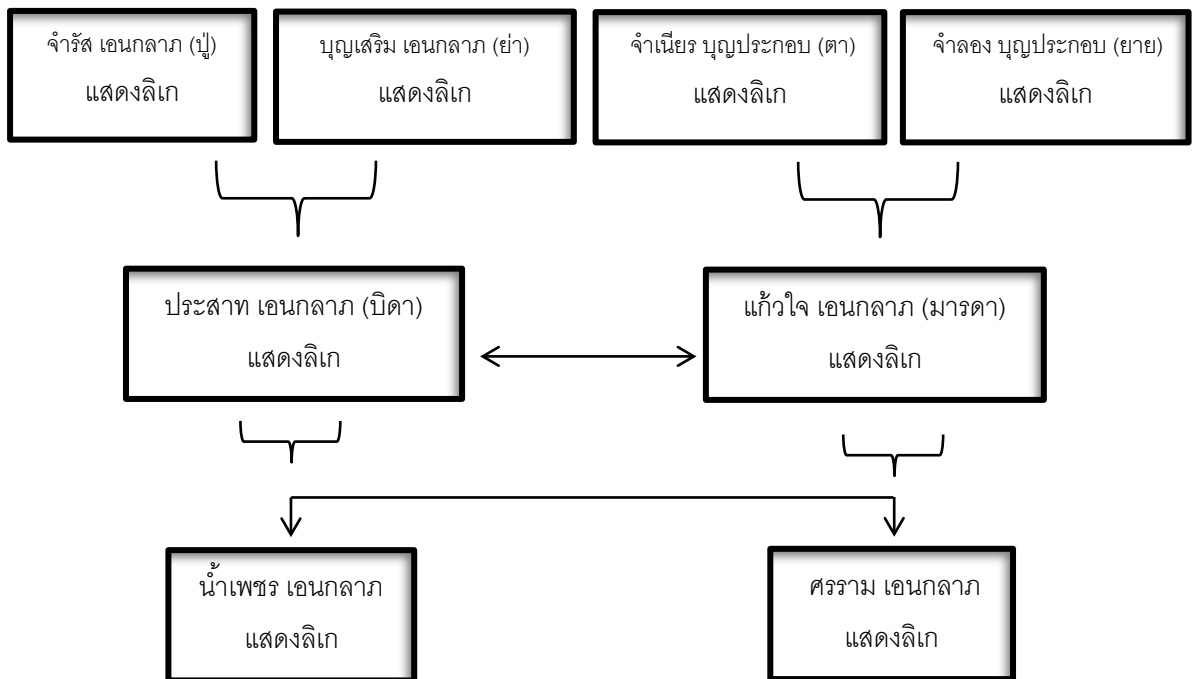 จำรัส เอนกลาภ (ปู่)
แสดงลิเก
บุญเสริม เอนกลาภ (ย่า)
แสดงลิเก
จำเนียร บุญประกอบ (ตา)
แสดงลิเก
จำลอง บุญประกอบ (ยาย)
แสดงลิเก
ประสาท เอนกลาภ (บิดา)
แสดงลิเก
แก้วใจ เอนกลาภ (มารดา)
แสดงลิเก
น้ำเพชร เอนกลาภ
แสดงลิเก
ศรราม เอนกลาภ
แสดงลิเก